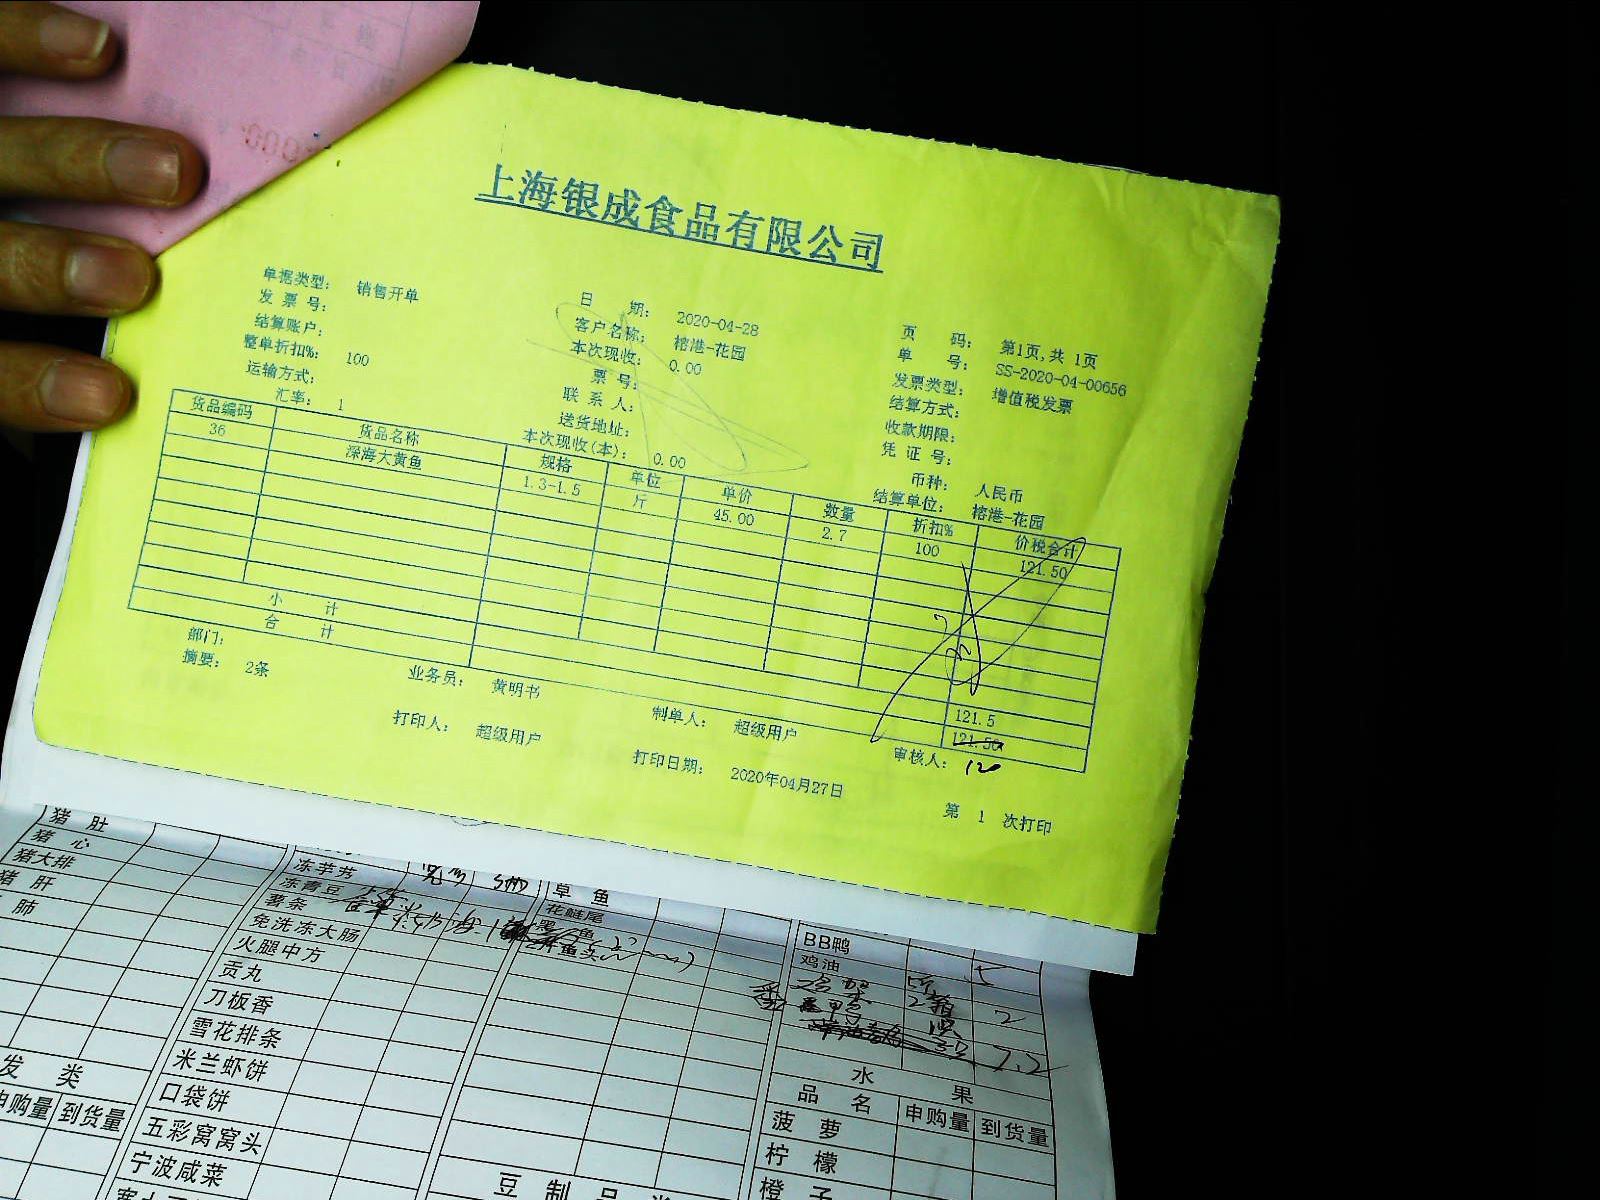 上海银成食品有限公司
单据类型： 销售开单 日 期： 2020-04-28 页 码： 第1页,共 1页
发 票 号： 客户名称： 榕港-花园 单 号： SS-2020-04-00656
结算账户： 本次现收： 0.00 发票类型： 增值税发票
整单折扣%： 100 票 号： 结算方式：
运输方式： 联 系 人： 收款期限：
汇率： 1 送货地址： 凭 证 号：
本次现收(本)： 0.00 币种： 人民币
结算单位： 榕港-花园
货品编码 货品名称 规格 单位 单价 数量 折扣% 价税合计
36 深海大黄鱼 1.3-1.5 斤 45.00 2.7 100 121.50
小 计 121.5
合 计 121.50
120
部门：
摘要： 2条 业务员： 黄明书 制单人： 超级用户 审核人：
打印人： 超级用户 打印日期： 2020年04月27日 第 1 次打印
猪 肚
猪 心
猪大排
猪 肝
肺
发 类
申购量 到货量
冻芋艿
冻青豆
薯条
免洗冻大肠
火腿中方
贡丸
刀板香
雪花排条
米兰虾饼
口袋饼
五彩窝窝头
宁波咸菜
草 鱼
花鲢尾
豆 制 品 类
BB鸭 5
鸡油
2箱 2
7.2
水 果
品 名 申购量 到货量
菠 萝
柠 檬
橙 子